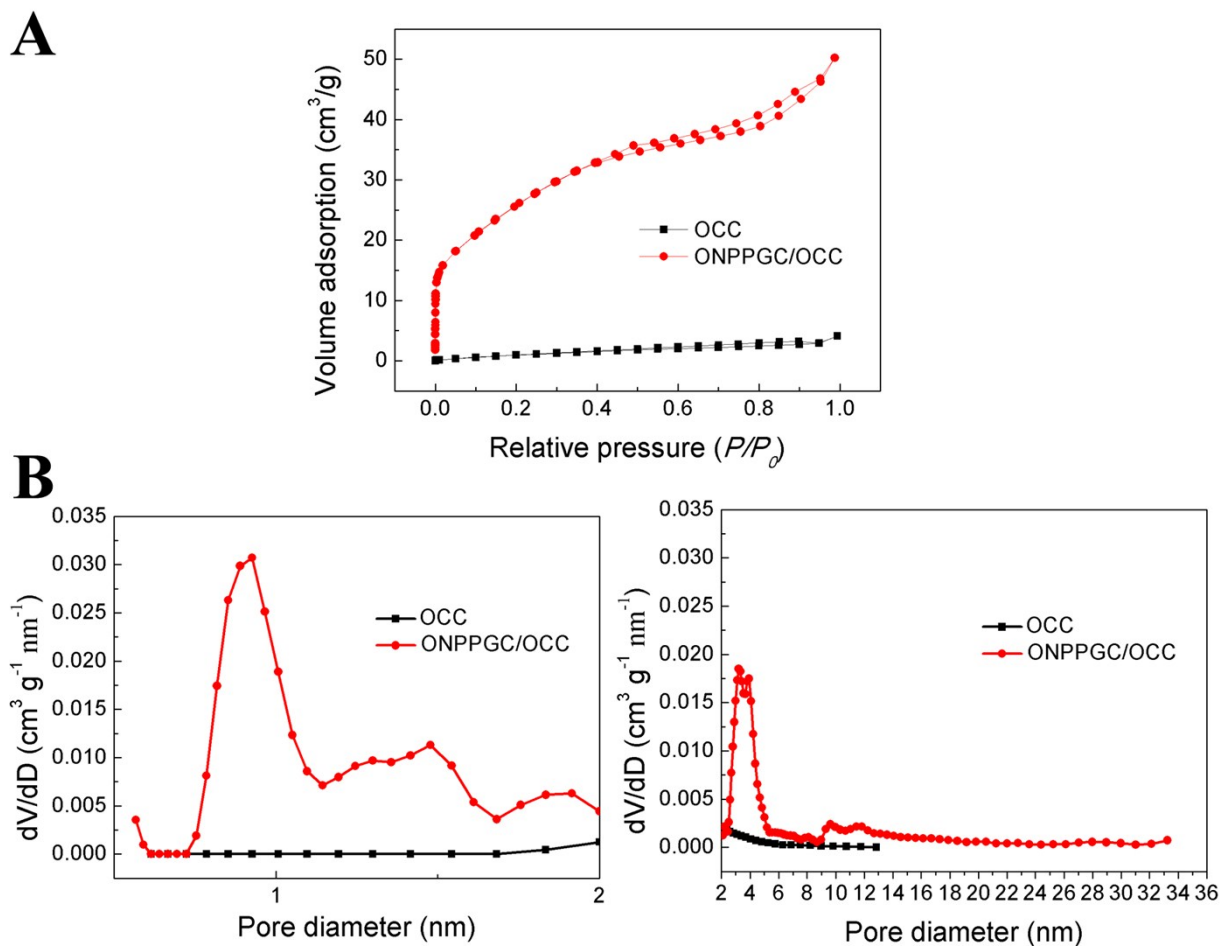 A
Volume adsorption (cm³/g)
50
40
30
20
10
0
OCC
ONPPGC/OCC
0.0 0.2 0.4 0.6 0.8 1.0
Relative pressure (P/P₀)
B
dV/dD (cm³ g⁻¹ nm⁻¹)
0.035
0.030
0.025
0.020
0.015
0.010
0.005
0.000
OCC
ONPPGC/OCC
1 2
Pore diameter (nm)
dV/dD (cm³ g⁻¹ nm⁻¹)
0.035
0.030
0.025
0.020
0.015
0.010
0.005
0.000
OCC
ONPPGC/OCC
2 4 6 8 10 12 14 16 18 20 22 24 26 28 30 32 34 36
Pore diameter (nm)